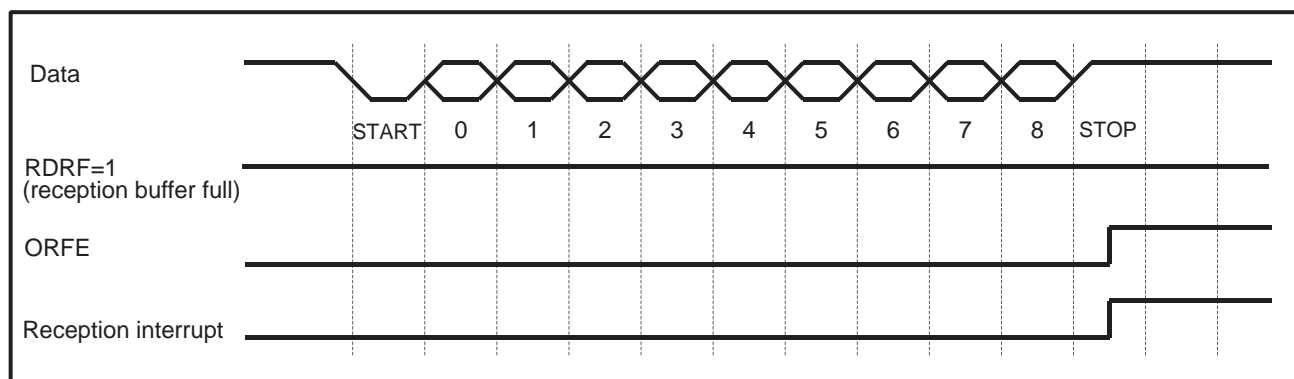 Data
START 0 1 2 3 4 5 6 7 8 STOP
RDRF=1
(reception buffer full)
ORFE
Reception interrupt